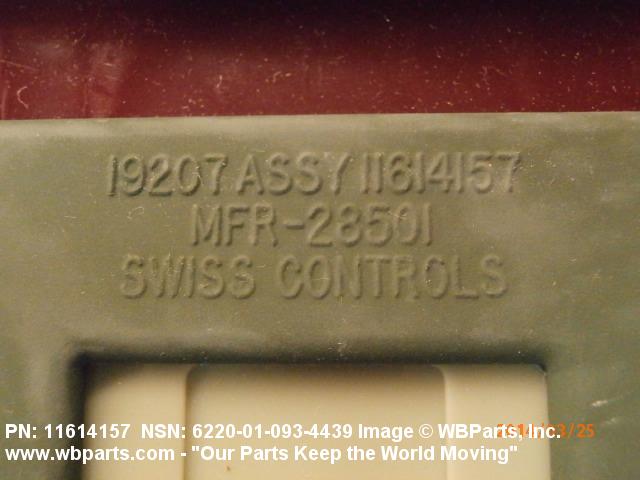 19207 ASSY 11614157
MFR-28501
SWISS CONTROLS
PN: 11614157 NSN: 6220-01-093-4439 Image © WBParts, Inc.
www.wbparts.com - "Our Parts Keep the World Moving"